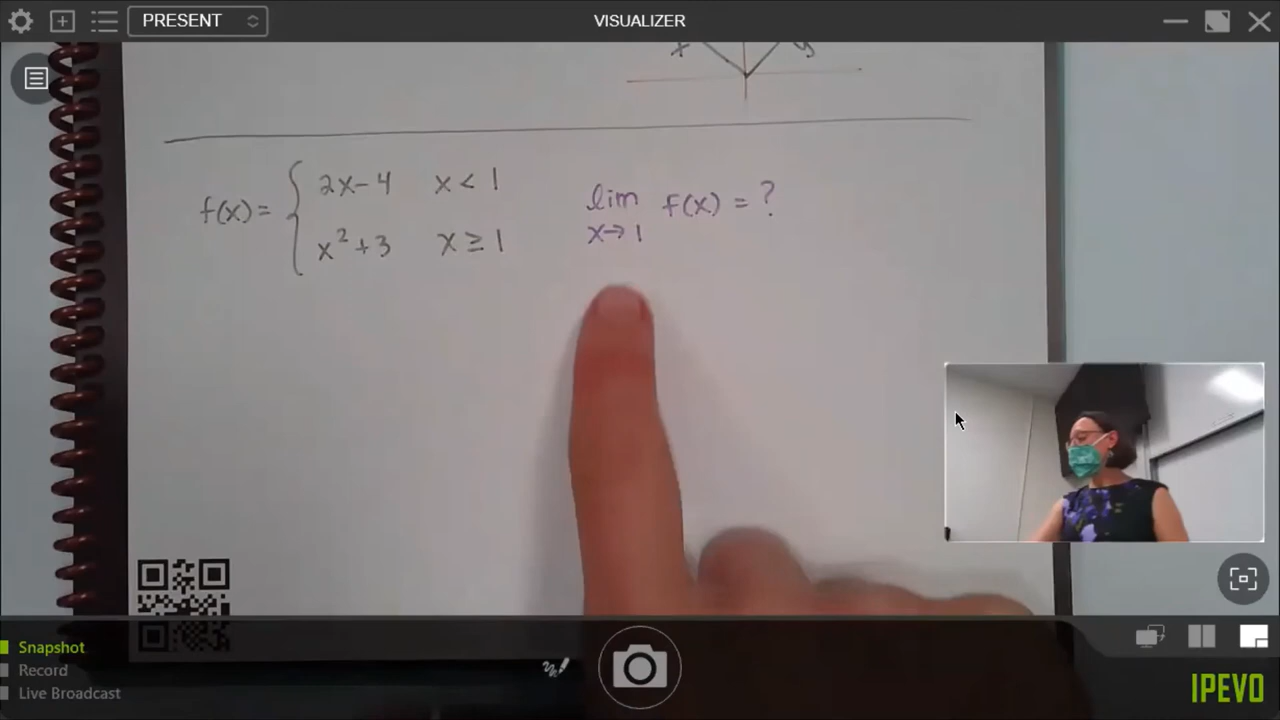 PRESENT
VISUALIZER
x
y
f(x) = { 2x-4 x < 1
x² + 3 x ≥ 1
lim f(x) = ?
x→1
Snapshot
Record
Live Broadcast
IPEVO